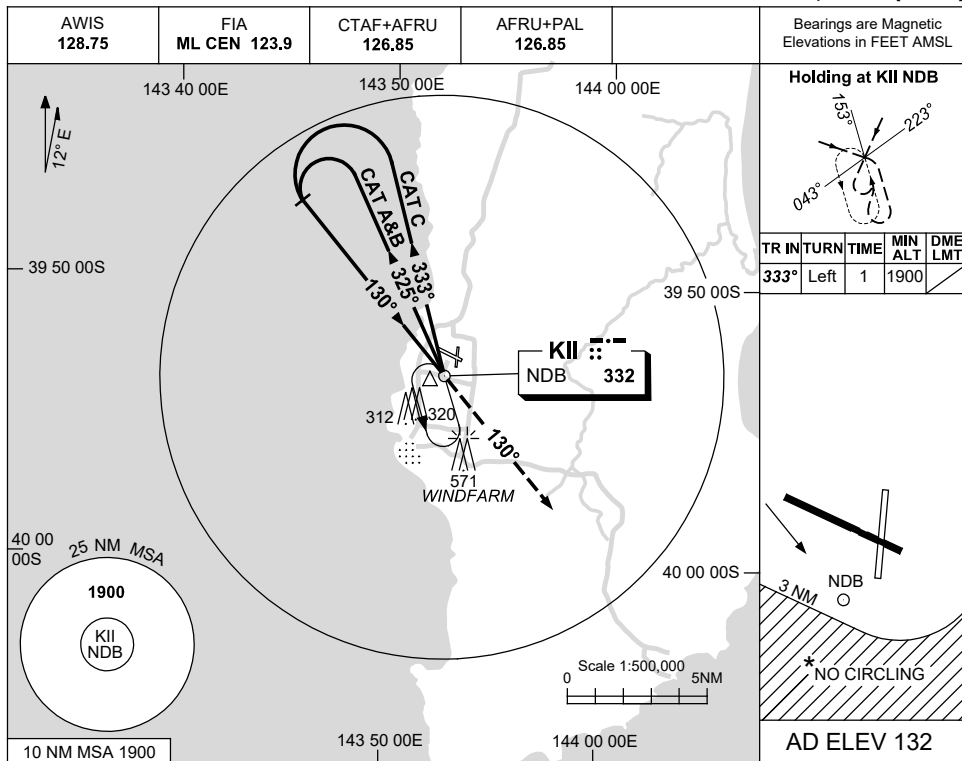 AWIS
128.75
FIA
ML CEN 123.9
CTAF+AFRU
126.85
AFRU+PAL
126.85
Bearings are Magnetic
Elevations in FEET AMSL
143 40 00E
143 50 00E
144 00 00E
12° E
CAT A&B
CAT C
130°
325°
333°
39 50 00S
39 50 00S
KII
NDB 332
312
320
571
WINDFARM
130°
40 00
00S
40 00 00S
25 NM MSA
1900
KII
NDB
Scale 1:500,000
0
5NM
10 NM MSA 1900
143 50 00E
144 00 00E
Holding at KII NDB
153°
223°
043°
TR IN TURN TIME MIN ALT DME LMT
333° Left 1 1900
NDB
3 NM
*NO CIRCLING
AD ELEV 132